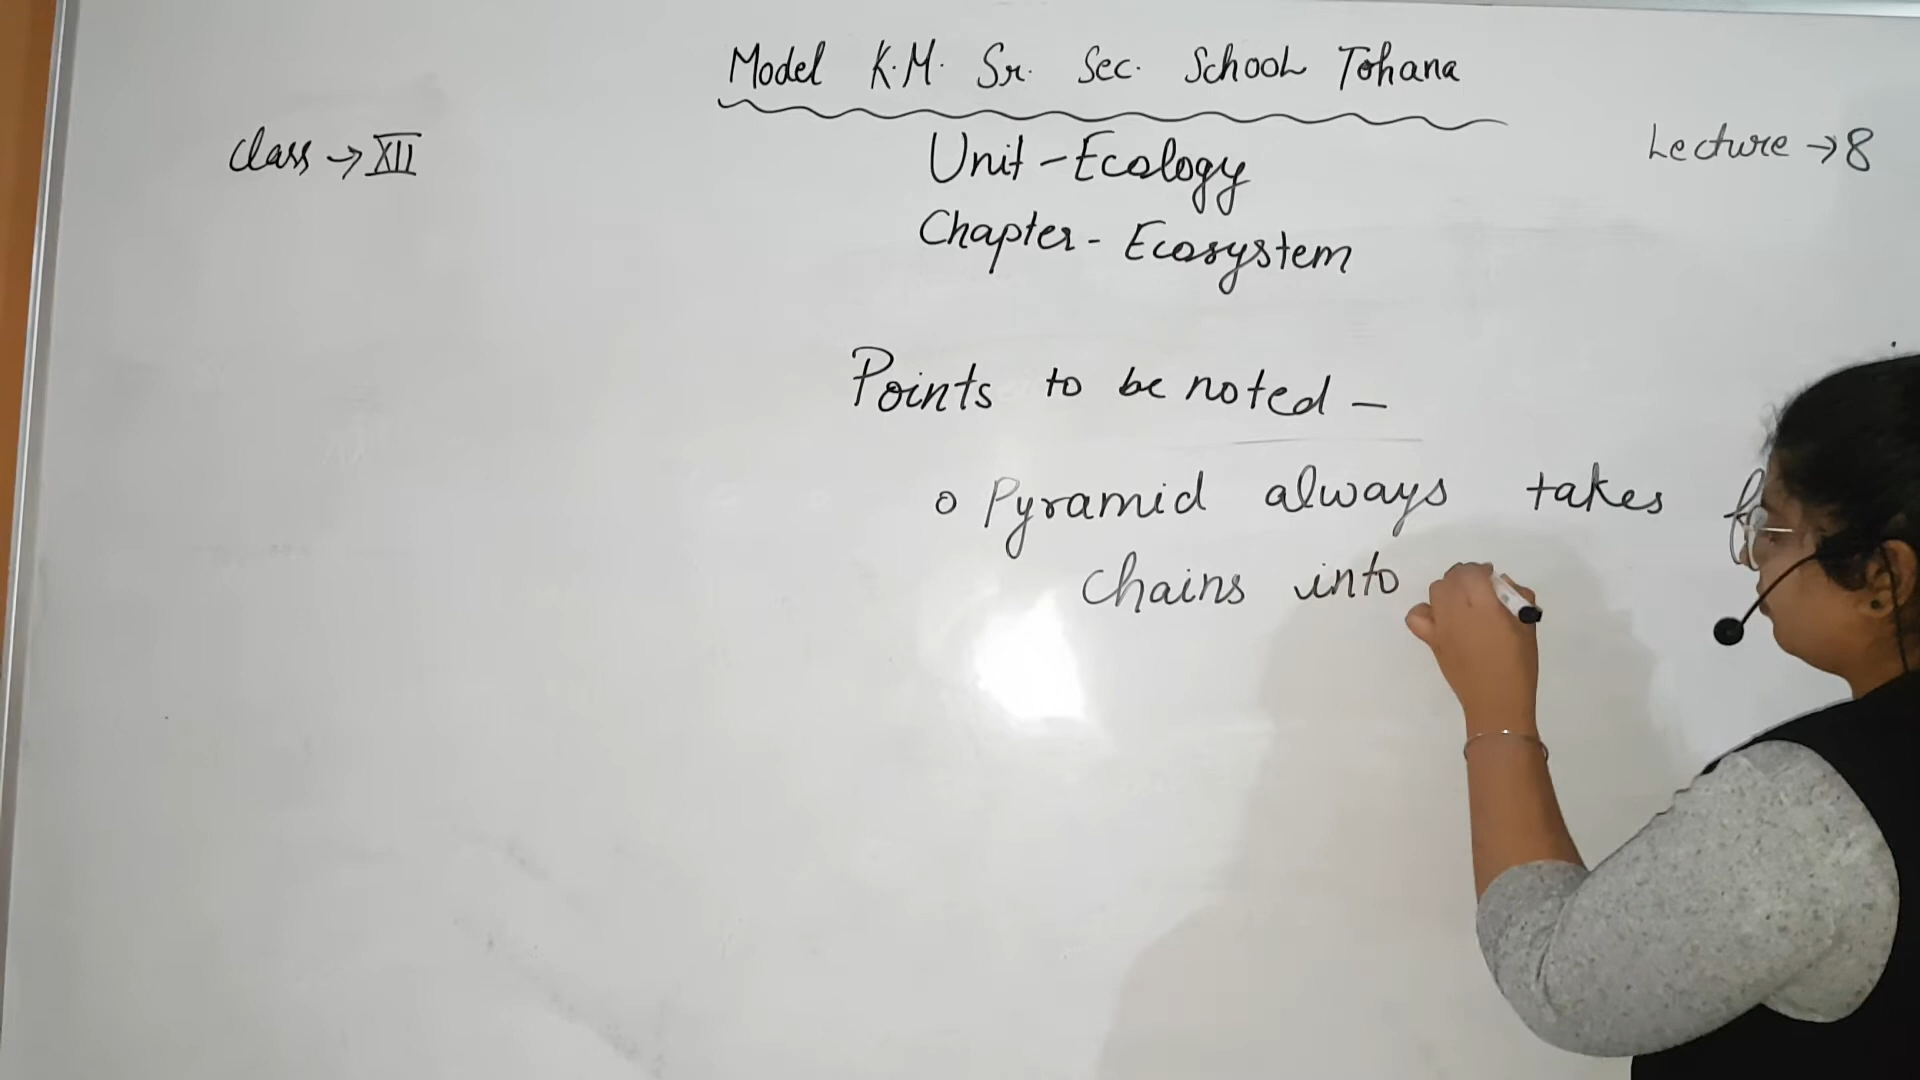 Model K.M. Sr. Sec. School Tohana
Class → XII
Lecture → 8
Unit - Ecology
Chapter - Ecosystem
Points to be noted -
o Pyramid always takes
chains into